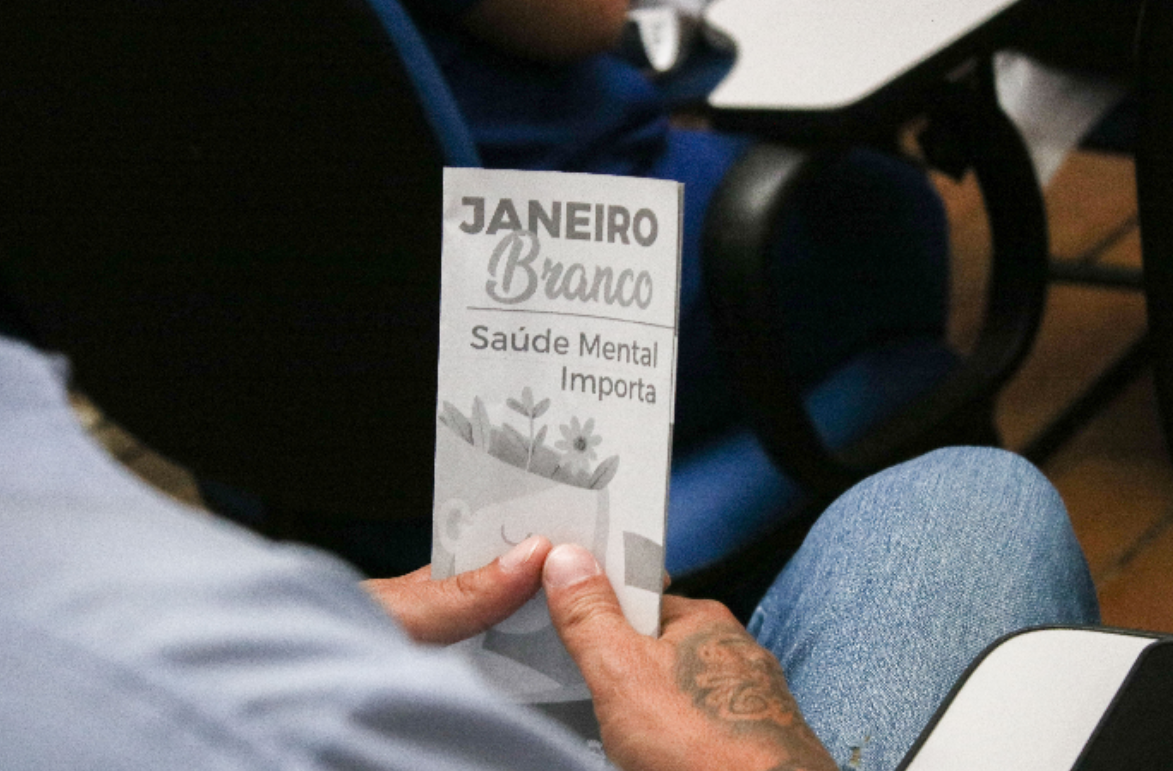 JANEIRO
Branco
Saúde Mental
Importa